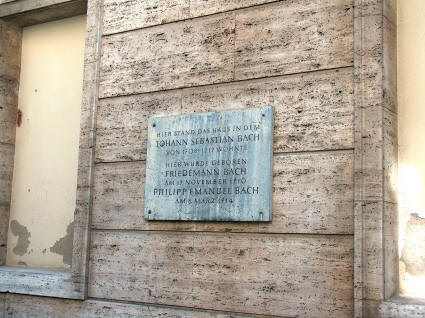 HIER STAND DAS HAUS IN DEM
JOHANN SEBASTIAN BACH
VON 1708-1717 WOHNTE
HIER WURDE GEBOREN
FRIEDEMANN BACH
AM 22 NOVEMBER 1710
PHILIPP EMANUEL BACH
AM 8 MÄRZ 1714